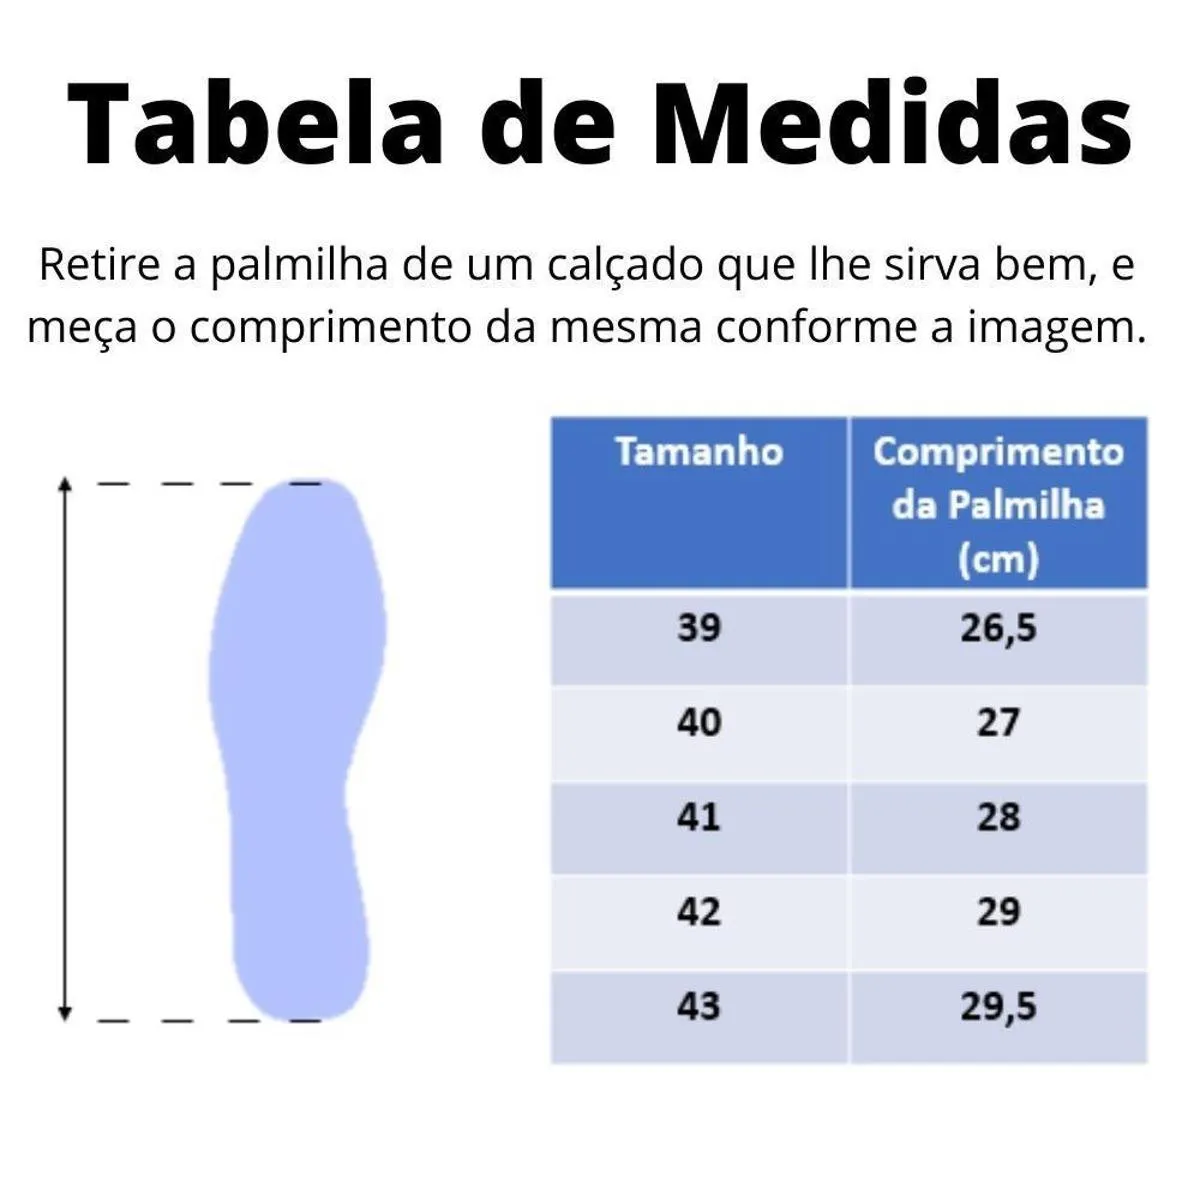 Tabela de Medidas
Retire a palmilha de um calçado que lhe sirva bem, e
meça o comprimento da mesma conforme a imagem.
Tamanho
Comprimento
da Palmilha
(cm)
39 26,5
40 27
41 28
42 29
43 29,5